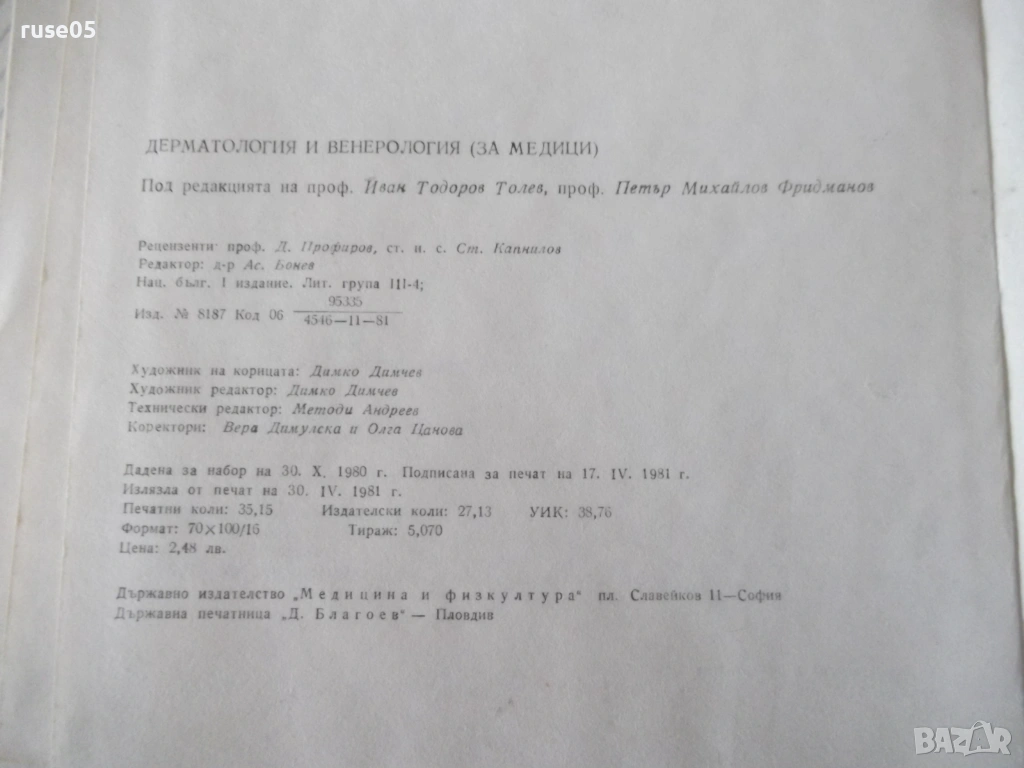 ruse05
ДЕРМАТОЛОГИЯ И ВЕНЕРОЛОГИЯ (ЗА МЕДИЦИ)
Под редакцията на проф. Иван Тодоров Толев, проф. Петър Михайлов Фридманов
Рецензенти проф. Д. Профиров, ст. н. с. Ст. Капнилов
Редактор: д-р Ас. Бонев
Нац. бълг. I издание. Лит. група III-4;
95335
Изд. № 8187 Код 06
4546—11—81
Художник на корицата: Димко Димчев
Художник редактор: Димко Димчев
Технически редактор: Методи Андреев
Коректори: Вера Димулска и Олга Цанова
Дадена за набор на 30. X. 1980 г. Подписана за печат на 17. IV. 1981 г.
Излязла от печат на 30. IV. 1981 г.
Печатни коли: 35,15 Издателски коли: 27,13 УИК: 38,76
Формат: 70×100/16 Тираж: 5,070
Цена: 2,48 лв.
Държавно издателство „Медицина и физкултура" пл. Славейков 11—София
Държавна печатница „Д. Благоев" — Пловдив
BAZAR